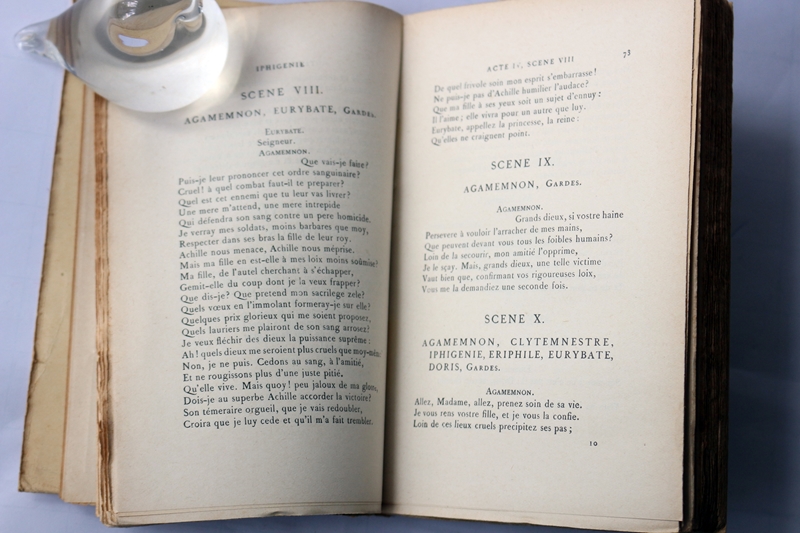 IPHIGENIE
SCENE VIII.
AGAMEMNON, EURYBATE, Gardes.
Eurybate.
Seigneur.
Agamemnon.
Que vais-je faire?
Puis-je leur prononcer cet ordre sanguinaire?
Cruel! à quel combat faut-il te preparer?
Quel est cet ennemi que tu leur vas livrer?
Une mere m'attend, une mere intrepide
Qui défendra son sang contre un pere homicide.
Je verray mes soldats, moins barbares que moy,
Respecter dans ses bras la fille de leur roy.
Achille nous menace, Achille nous méprise.
Mais ma fille en est-elle à mes loix moins soûmise?
Ma fille, de l'autel cherchant à s'échapper,
Gemit-elle du coup dont je la veux frapper?
Que dis-je? Que pretend mon sacrilege zele?
Quels vœux en l'immolant formeray-je sur elle?
Quelques prix glorieux qui me soient proposez,
Quels lauriers me plairont de son sang arrosez?
Je veux fléchir des dieux la puissance suprême:
Ah! quels dieux me seroient plus cruels que moy-même
Non, je ne puis. Cedons au sang, à l'amitié,
Et ne rougissons plus d'une juste pitié.
Qu'elle vive. Mais quoy! peu jaloux de ma gloire,
Dois-je au superbe Achille accorder la victoire?
Son téméraire orgueil, que je vais redoubler,
Croira que je luy cede et qu'il m'a fait trembler.
ACTE IV, SCENE VIII 73
De quel frivole soin mon esprit s'embarrasse!
Ne puis-je pas d'Achille humilier l'audace?
Que ma fille à ses yeux soit un sujet d'ennuy:
Il l'aime; elle vivra pour un autre que luy.
Eurybate, appellez la princesse, la reine:
Qu'elles ne craignent point.
SCENE IX.
AGAMEMNON, Gardes.
Agamemnon.
Grands dieux, si vostre haine
Persevere à vouloir l'arracher de mes mains,
Que peuvent devant vous tous les foibles humains?
Loin de la secourir, mon amitié l'opprime,
Je le sçay. Mais, grands dieux, une telle victime
Vaut bien que, confirmant vos rigoureuses loix,
Vous me la demandiez une seconde fois.
SCENE X.
AGAMEMNON, CLYTEMNESTRE,
IPHIGENIE, ERIPHILE, EURYBATE,
DORIS, Gardes.
Agamemnon.
Allez, Madame, allez, prenez soin de sa vie.
Je vous rens vostre fille, et je vous la confie.
Loin de ces lieux cruels precipitez ses pas;
10